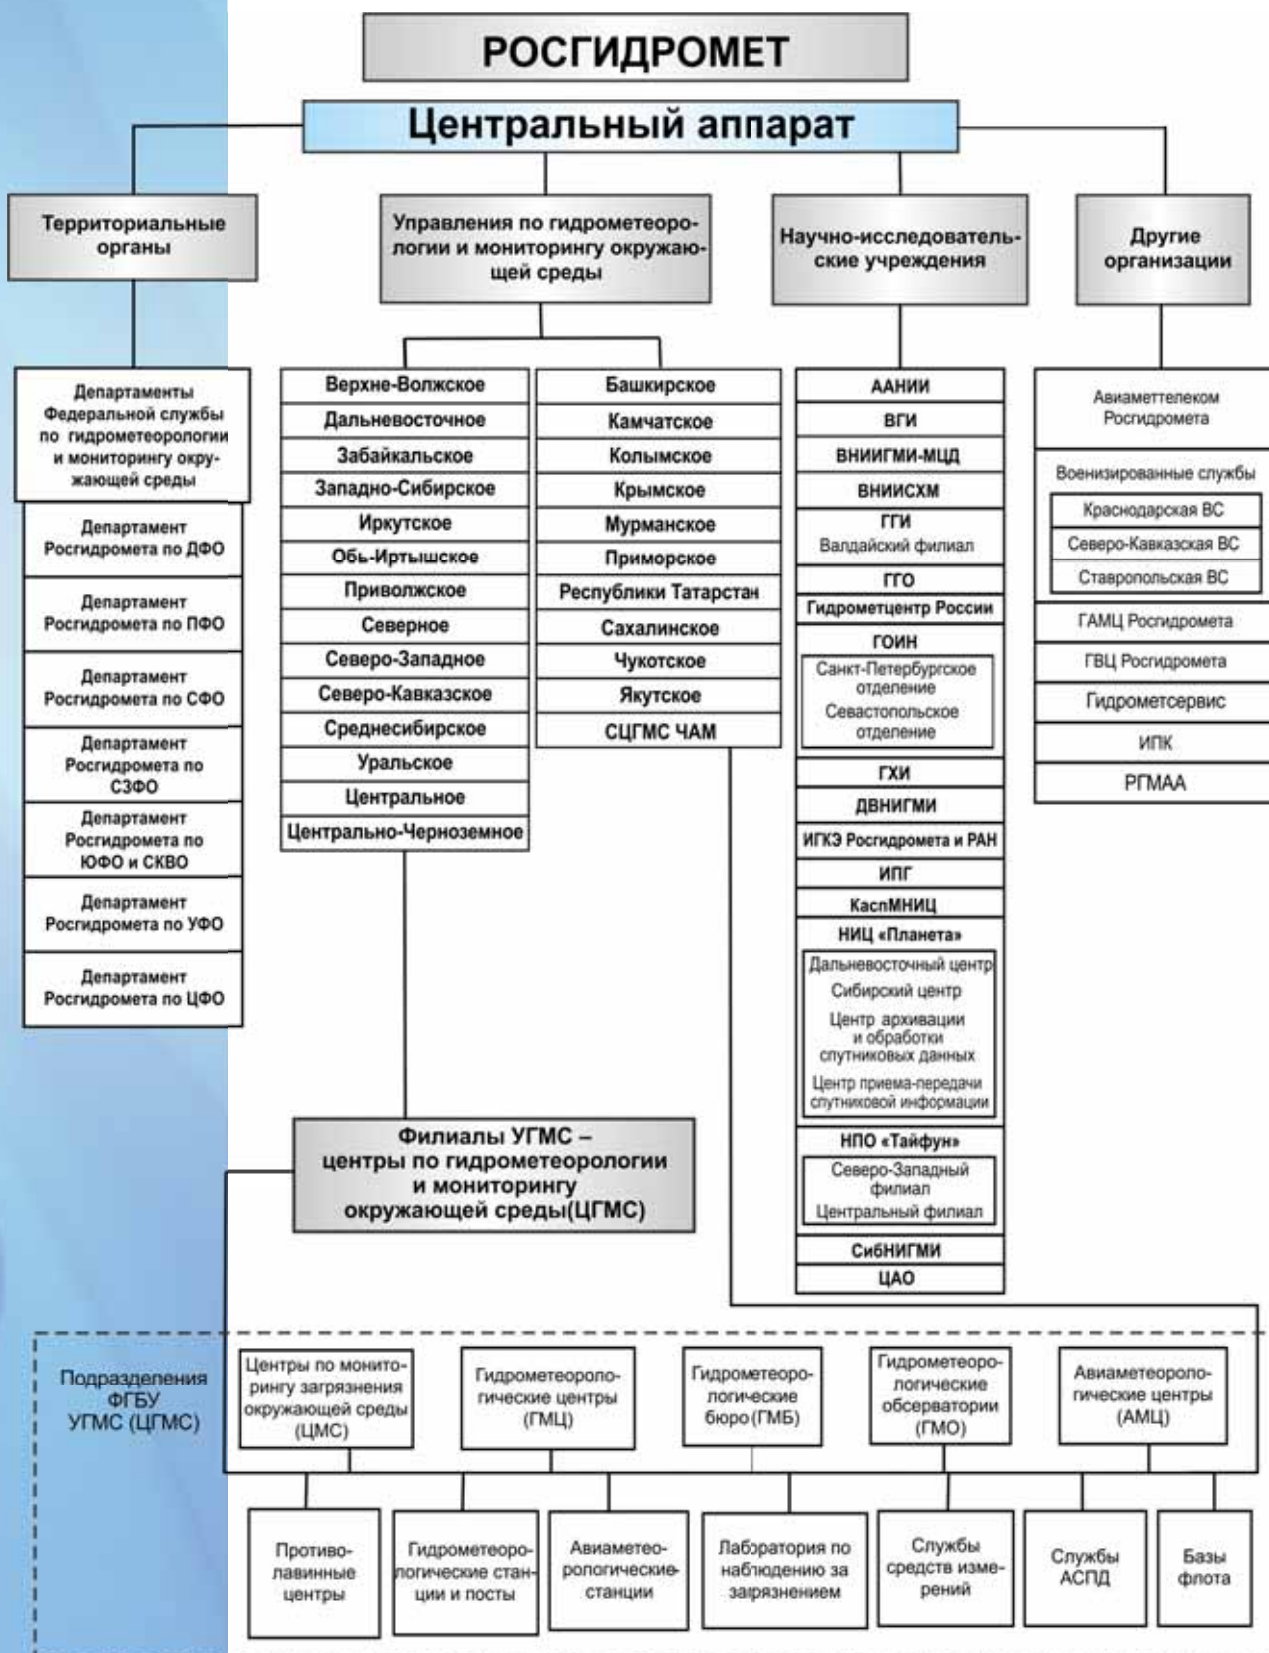 РОСГИДРОМЕТ
Центральный аппарат
Территориальные
органы
Управления по гидрометеоро-
логии и мониторингу окружаю-
щей среды
Научно-исследователь-
ские учреждения
Другие
организации
Департаменты
Федеральной службы
по гидрометеорологии
и мониторингу окру-
жающей среды
Департамент
Росгидромета по ДФО
Департамент
Росгидромета по ПФО
Департамент
Росгидромета по СФО
Департамент
Росгидромета по
СЗФО
Департамент
Росгидромета по
ЮФО и СКВО
Департамент
Росгидромета по УФО
Департамент
Росгидромета по ЦФО
Верхне-Волжское
Дальневосточное
Забайкальское
Западно-Сибирское
Иркутское
Обь-Иртышское
Приволжское
Северное
Северо-Западное
Северо-Кавказское
Среднесибирское
Уральское
Центральное
Центрально-Черноземное
Башкирское
Камчатское
Колымское
Крымское
Мурманское
Приморское
Республики Татарстан
Сахалинское
Чукотское
Якутское
СЦГМС ЧАМ
ААНИИ
ВГИ
ВНИИГМИ-МЦД
ВНИИСХМ
ГГИ
Валдайский филиал
ГГО
Гидрометцентр России
ГОИН
Санкт-Петербургское
отделение
Севастопольское
отделение
ГХИ
ДВНИГМИ
ИГКЭ Росгидромета и РАН
ИПГ
КаспМНИЦ
НИЦ «Планета»
Дальневосточный центр
Сибирский центр
Центр архивации
и обработки
спутниковых данных
Центр приема-передачи
спутниковой информации
НПО «Тайфун»
Северо-Западный
филиал
Центральный филиал
СибНИГМИ
ЦАО
Авиаметтелеком
Росгидромета
Военизированные службы
Краснодарская ВС
Северо-Кавказская ВС
Ставропольская ВС
ГАМЦ Росгидромета
ГВЦ Росгидромета
Гидрометсервис
ИПК
РГМАА
Филиалы УГМС –
центры по гидрометеорологии
и мониторингу
окружающей среды(ЦГМС)
Подразделения
ФГБУ
УГМС (ЦГМС)
Центры по монито-
рингу загрязнения
окружающей среды
(ЦМС)
Гидрометеороло-
гические центры
(ГМЦ)
Гидрометеоро-
логические
бюро (ГМБ)
Гидрометеоро-
логические
обсерватории
(ГМО)
Авиаметеороло-
гические центры
(АМЦ)
Противо-
лавинные
центры
Гидрометеоро-
логические стан-
ции и посты
Авиаметео-
рологические-
станции
Лаборатория по
наблюдению за
загрязнением
Службы
средств изме-
рений
Службы
АСПД
Базы
флота